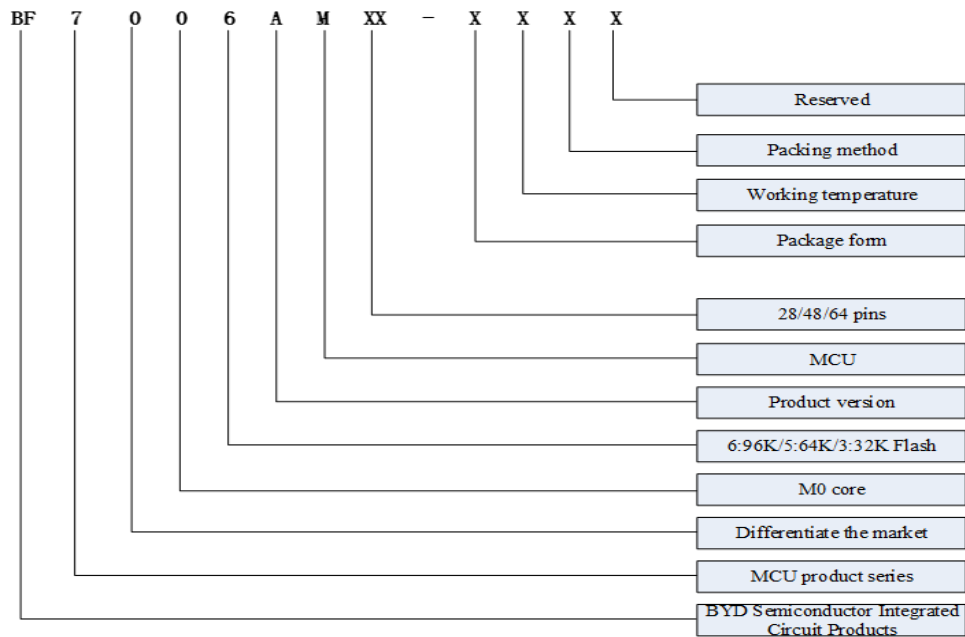 BF 7 0 0 6 A M XX - X X X X
Reserved
Packing method
Working temperature
Package form
28/48/64 pins
MCU
Product version
6:96K/5:64K/3:32K Flash
M0 core
Differentiate the market
MCU product series
BYD Semiconductor Integrated
Circuit Products